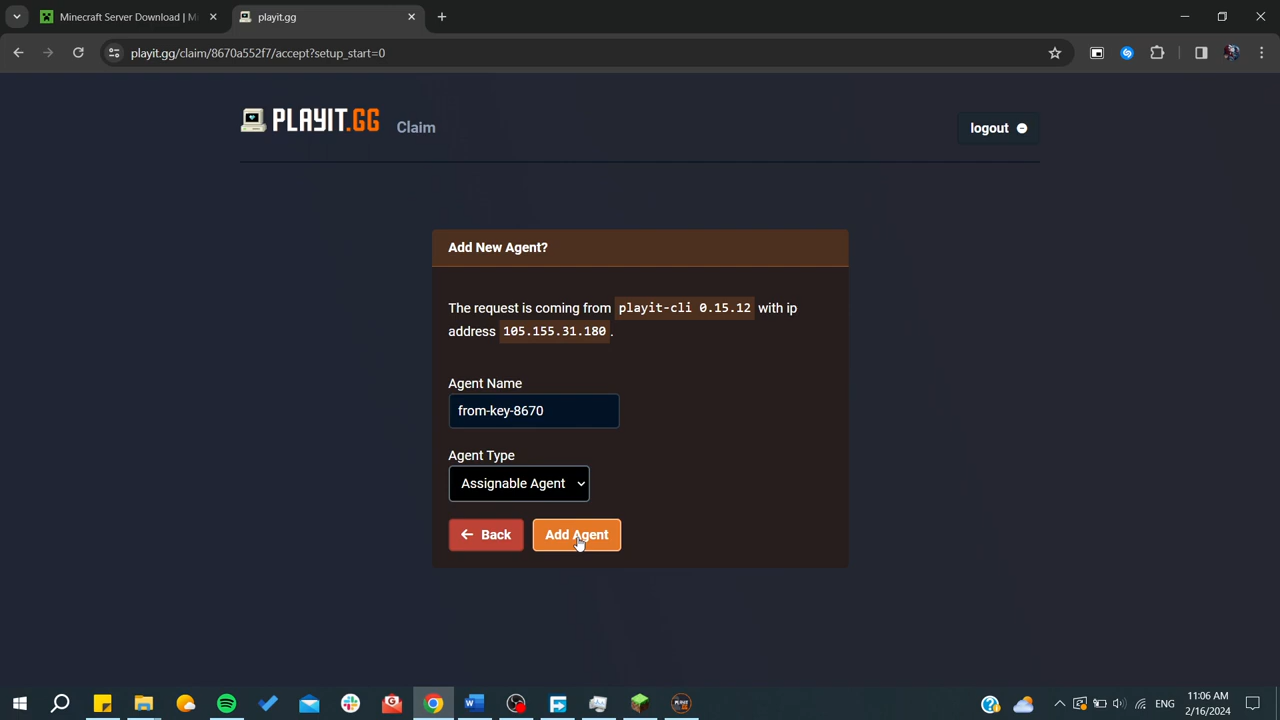 Minecraft Server Download | M
playit.gg
playit.gg/claim/8670a552f7/accept?setup_start=0
PLAYIT.GG
Claim
logout
Add New Agent?
The request is coming from playit-cli 0.15.12 with ip
address 105.155.31.180.
Agent Name
from-key-8670
Agent Type
Assignable Agent
Back
Add Agent
ENG
11:06 AM
2/16/2024